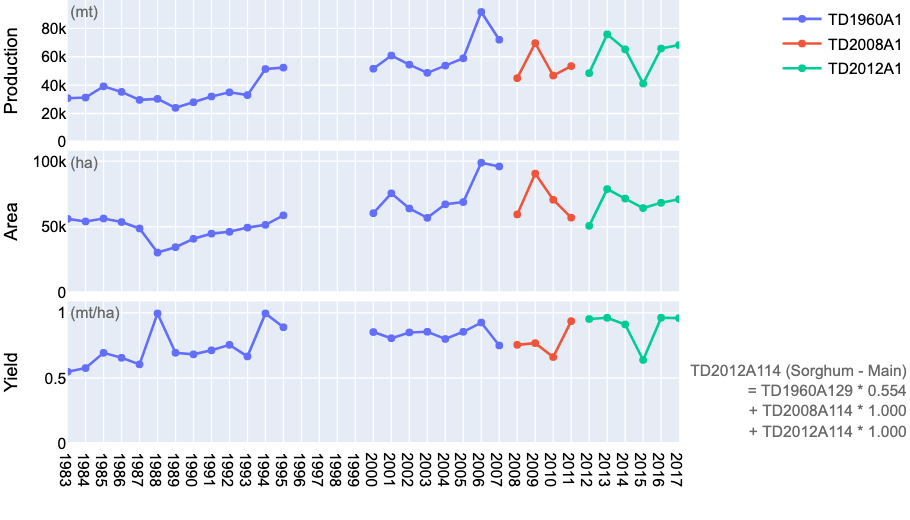 (mt)
Production
80k
60k
40k
20k
0
TD1960A1
TD2008A1
TD2012A1
(ha)
Area
100k
50k
0
(mt/ha)
Yield
1
0.5
0
TD2012A114 (Sorghum - Main)
= TD1960A129 * 0.554
+ TD2008A114 * 1.000
+ TD2012A114 * 1.000
1983
1984
1985
1986
1987
1988
1989
1990
1991
1992
1993
1994
1995
1996
1997
1998
1999
2000
2001
2002
2003
2004
2005
2006
2007
2008
2009
2010
2011
2012
2013
2014
2015
2016
2017